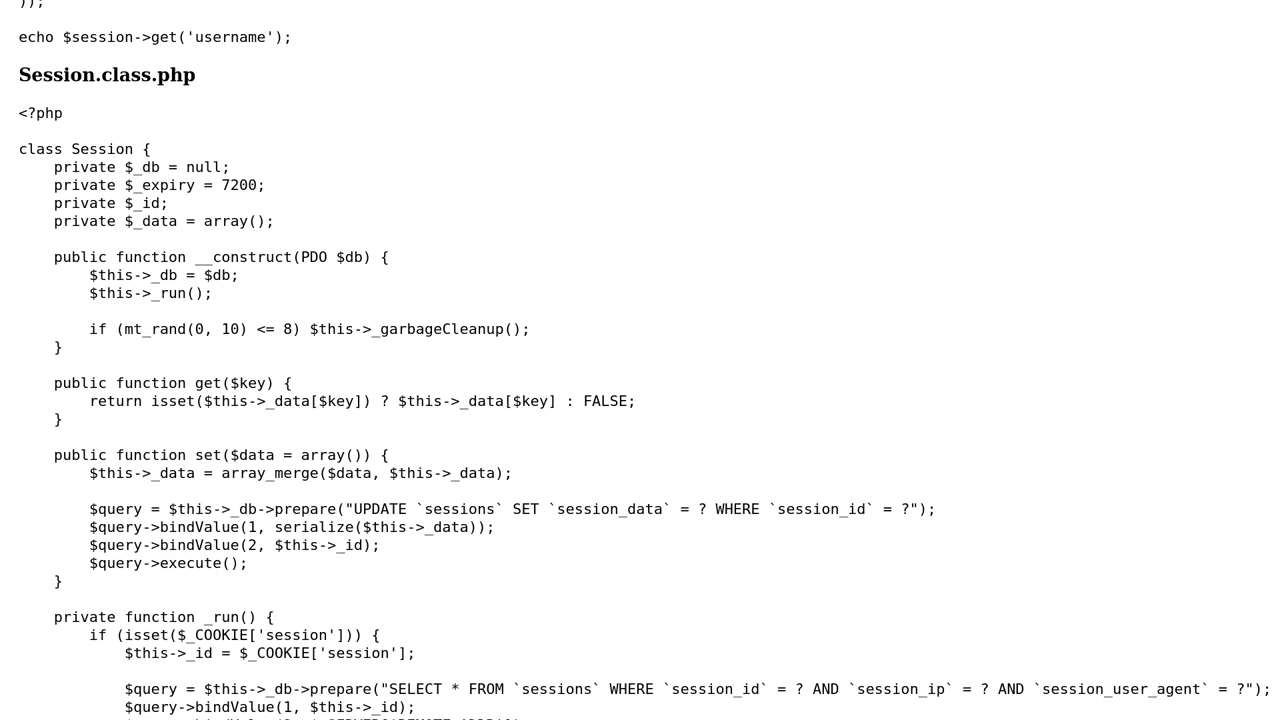 ));
echo $session->get('username');
Session.class.php
<?php
class Session {
    private $_db = null;
    private $_expiry = 7200;
    private $_id;
    private $_data = array();
    public function __construct(PDO $db) {
        $this->_db = $db;
        $this->_run();
        if (mt_rand(0, 10) <= 8) $this->_garbageCleanup();
    }
    public function get($key) {
        return isset($this->_data[$key]) ? $this->_data[$key] : FALSE;
    }
    public function set($data = array()) {
        $this->_data = array_merge($data, $this->_data);
        $query = $this->_db->prepare("UPDATE `sessions` SET `session_data` = ? WHERE `session_id` = ?");
        $query->bindValue(1, serialize($this->_data));
        $query->bindValue(2, $this->_id);
        $query->execute();
    }
    private function _run() {
        if (isset($_COOKIE['session'])) {
            $this->_id = $_COOKIE['session'];
            $query = $this->_db->prepare("SELECT * FROM `sessions` WHERE `session_id` = ? AND `session_ip` = ? AND `session_user_agent` = ?");
            $query->bindValue(1, $this->_id);